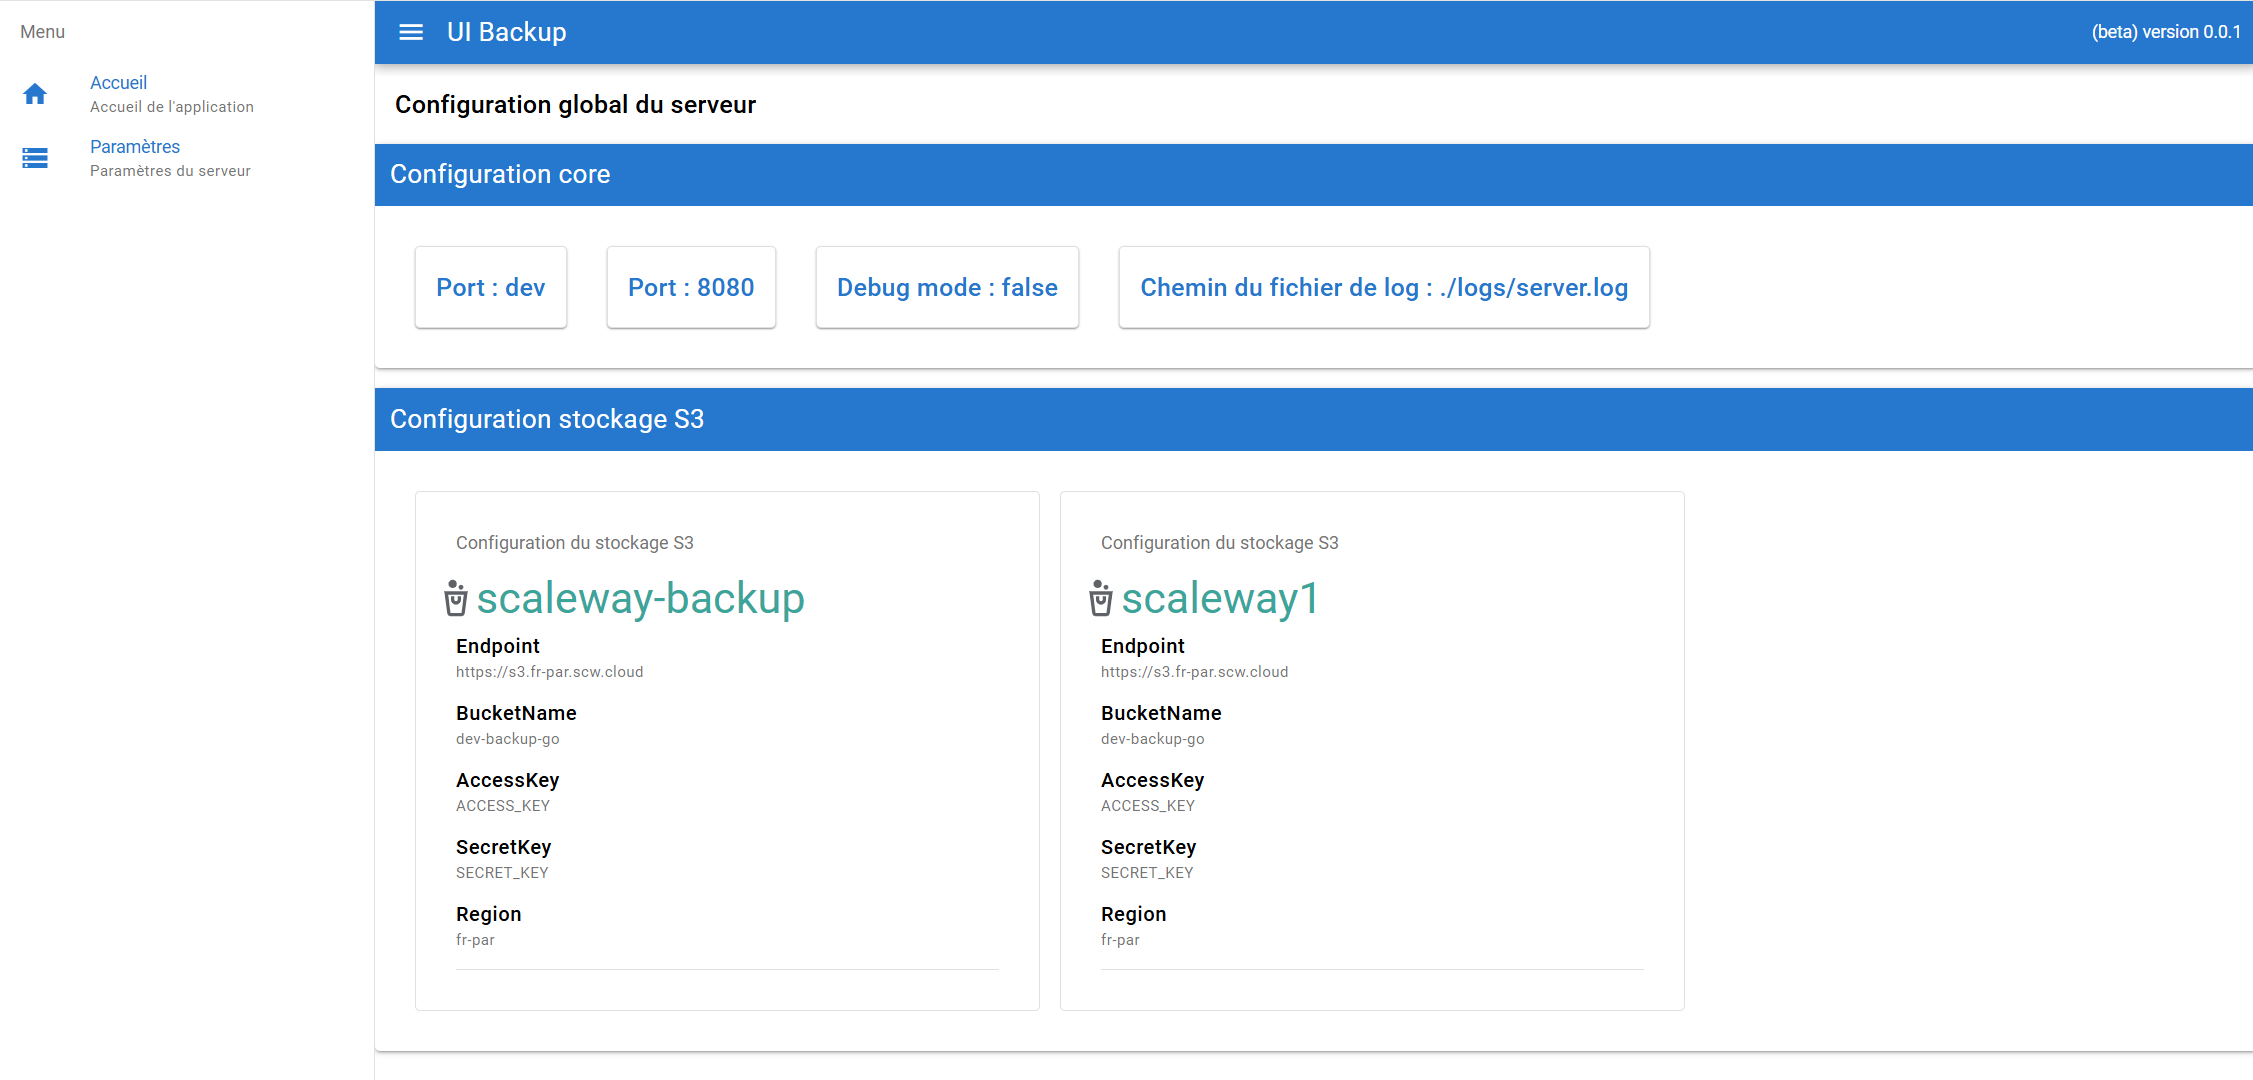 Menu
Accueil
Accueil de l'application
Paramètres
Paramètres du serveur
UI Backup
(beta) version 0.0.1
Configuration global du serveur
Configuration core
Port : dev
Port : 8080
Debug mode : false
Chemin du fichier de log : ./logs/server.log
Configuration stockage S3
Configuration du stockage S3
scaleway-backup
Endpoint
https://s3.fr-par.scw.cloud
BucketName
dev-backup-go
AccessKey
ACCESS_KEY
SecretKey
SECRET_KEY
Region
fr-par
Configuration du stockage S3
scaleway1
Endpoint
https://s3.fr-par.scw.cloud
BucketName
dev-backup-go
AccessKey
ACCESS_KEY
SecretKey
SECRET_KEY
Region
fr-par